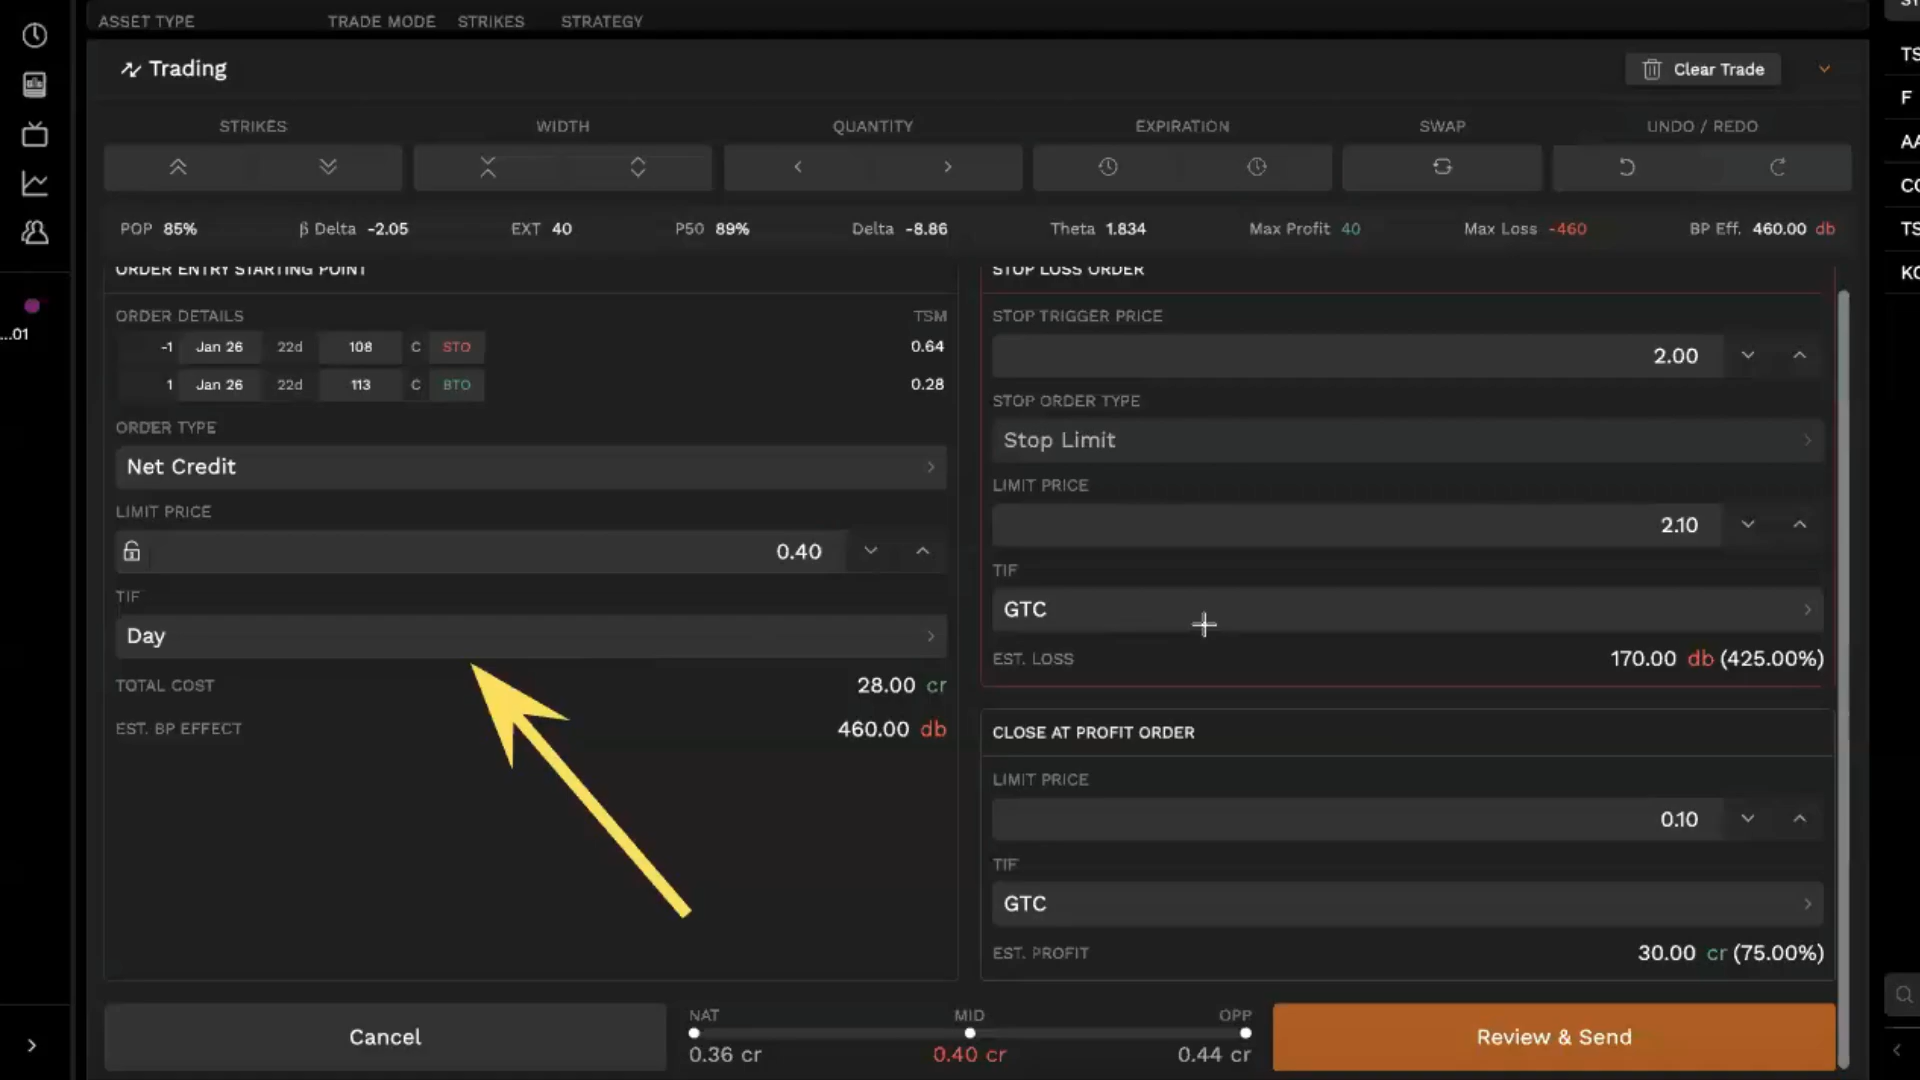 ASSET TYPE TRADE MODE STRIKES STRATEGY
Trading Clear Trade
STRIKES WIDTH QUANTITY EXPIRATION SWAP UNDO / REDO
POP 85% β Delta -2.05 EXT 40 P50 89% Delta -8.86 Theta 1.834 Max Profit 40 Max Loss -460 BP Eff. 460.00 db
ORDER ENTRY STARTING POINT
ORDER DETAILS TSM
-1 Jan 26 22d 108 C STO 0.64
1 Jan 26 22d 113 C BTO 0.28
ORDER TYPE
Net Credit
LIMIT PRICE
0.40
TIF
Day
TOTAL COST 28.00 cr
EST. BP EFFECT 460.00 db
STOP LOSS ORDER
STOP TRIGGER PRICE
2.00
STOP ORDER TYPE
Stop Limit
LIMIT PRICE
2.10
TIF
GTC
EST. LOSS 170.00 db (425.00%)
CLOSE AT PROFIT ORDER
LIMIT PRICE
0.10
TIF
GTC
EST. PROFIT 30.00 cr (75.00%)
Cancel
NAT MID OPP
0.36 cr 0.40 cr 0.44 cr
Review & Send
...01
TS
F
AA
TS